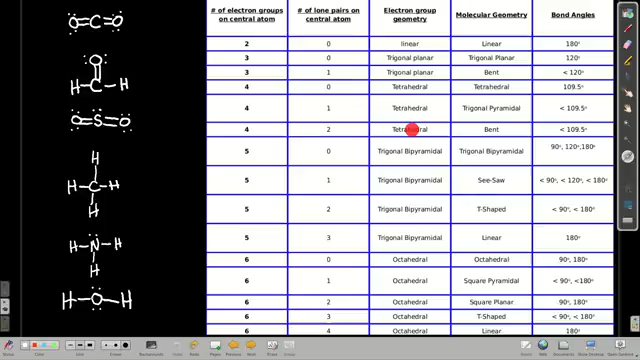 # of electron groups on central atom | # of lone pairs on central atom | Electron group geometry | Molecular Geometry | Bond Angles
2 | 0 | linear | Linear | 180°
3 | 0 | Trigonal planar | Trigonal Planar | 120°
3 | 1 | Trigonal planar | Bent | < 120°
4 | 0 | Tetrahedral | Tetrahedral | 109.5°
4 | 1 | Tetrahedral | Trigonal Pyramidal | < 109.5°
4 | 2 | Tetrahedral | Bent | < 109.5°
5 | 0 | Trigonal Bipyramidal | Trigonal Bipyramidal | 90°, 120°,180°
5 | 1 | Trigonal Bipyramidal | See-Saw | < 90°, < 120°, < 180°
5 | 2 | Trigonal Bipyramidal | T-Shaped | < 90°, < 180°
5 | 3 | Trigonal Bipyramidal | Linear | 180°
6 | 0 | Octahedral | Octahedral | 90°, 180°
6 | 1 | Octahedral | Square Pyramidal | < 90°, <180°
6 | 2 | Octahedral | Square Planar | 90°, 180°
6 | 3 | Octahedral | T-Shaped | < 90°, < 180°
6 | 4 | Octahedral | Linear | 180°
O=C=O
O
H C H
O=S=O
H
H-C-H
H
H-N-H
H
H-O-H